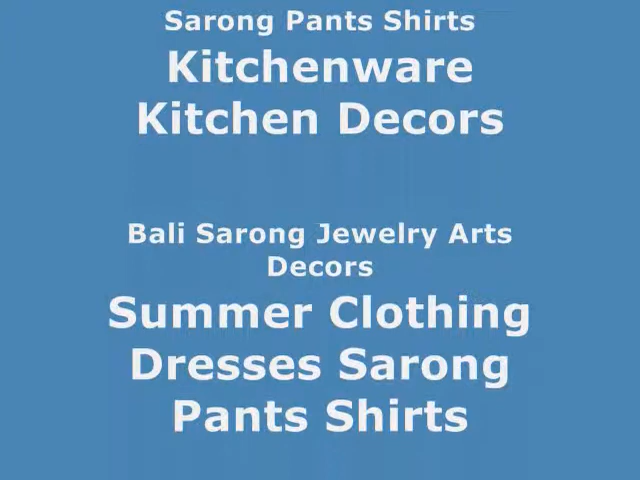 Sarong Pants Shirts
Kitchenware
Kitchen Decors
Bali Sarong Jewelry Arts
Decors
Summer Clothing
Dresses Sarong
Pants Shirts